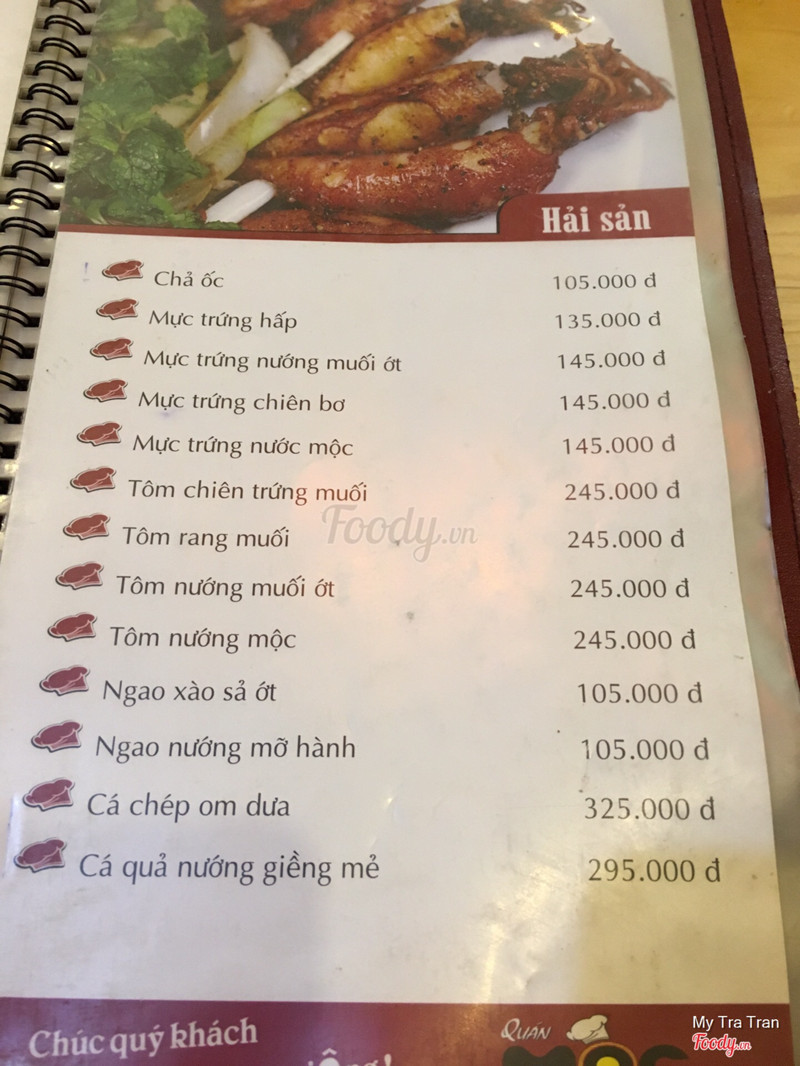 Hải sản
Chả ốc 105.000 đ
Mực trứng hấp 135.000 đ
Mực trứng nướng muối ớt 145.000 đ
Mực trứng chiên bơ 145.000 đ
Mực trứng nước mộc 145.000 đ
Tôm chiên trứng muối 245.000 đ
Foody.vn
Tôm rang muối 245.000 đ
Tôm nướng muối ớt 245.000 đ
Tôm nướng mộc 245.000 đ
Ngao xào sả ớt 105.000 đ
Ngao nướng mỡ hành 105.000 đ
Cá chép om dưa 325.000 đ
Cá quả nướng giềng mẻ 295.000 đ
Chúc quý khách
QUÁN
My Tra Tran
Foody.vn